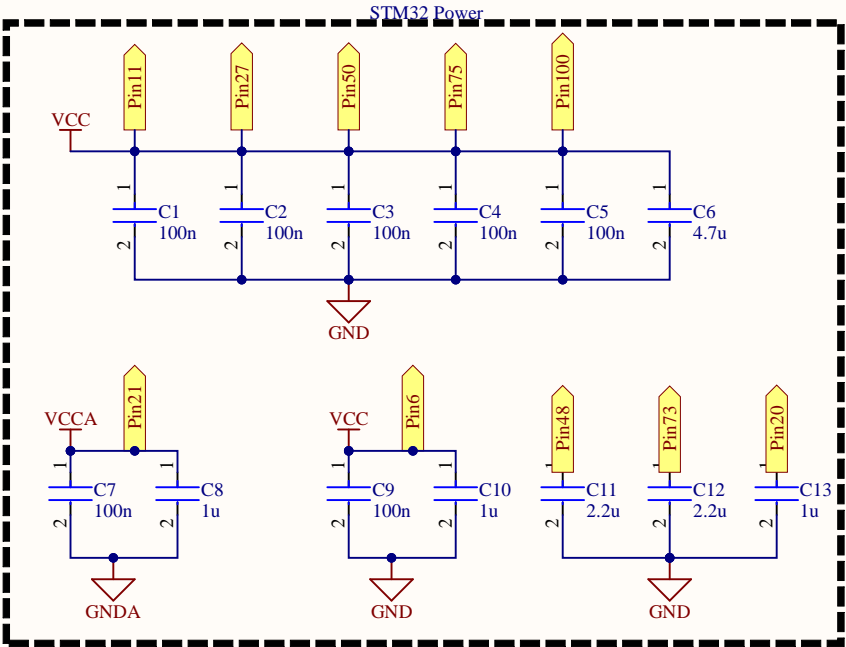 STM32 Power
Pin11
Pin27
Pin50
Pin75
Pin100
VCC
1
1
1
1
1
1
C1
100n
C2
100n
C3
100n
C4
100n
C5
100n
C6
4.7u
2
2
2
2
2
2
GND
Pin21
Pin6
Pin48
Pin73
Pin20
VCCA
VCC
1
1
1
1
1
1
1
C7
100n
C8
1u
C9
100n
C10
1u
C11
2.2u
C12
2.2u
C13
1u
2
2
2
2
2
2
2
GNDA
GND
GND